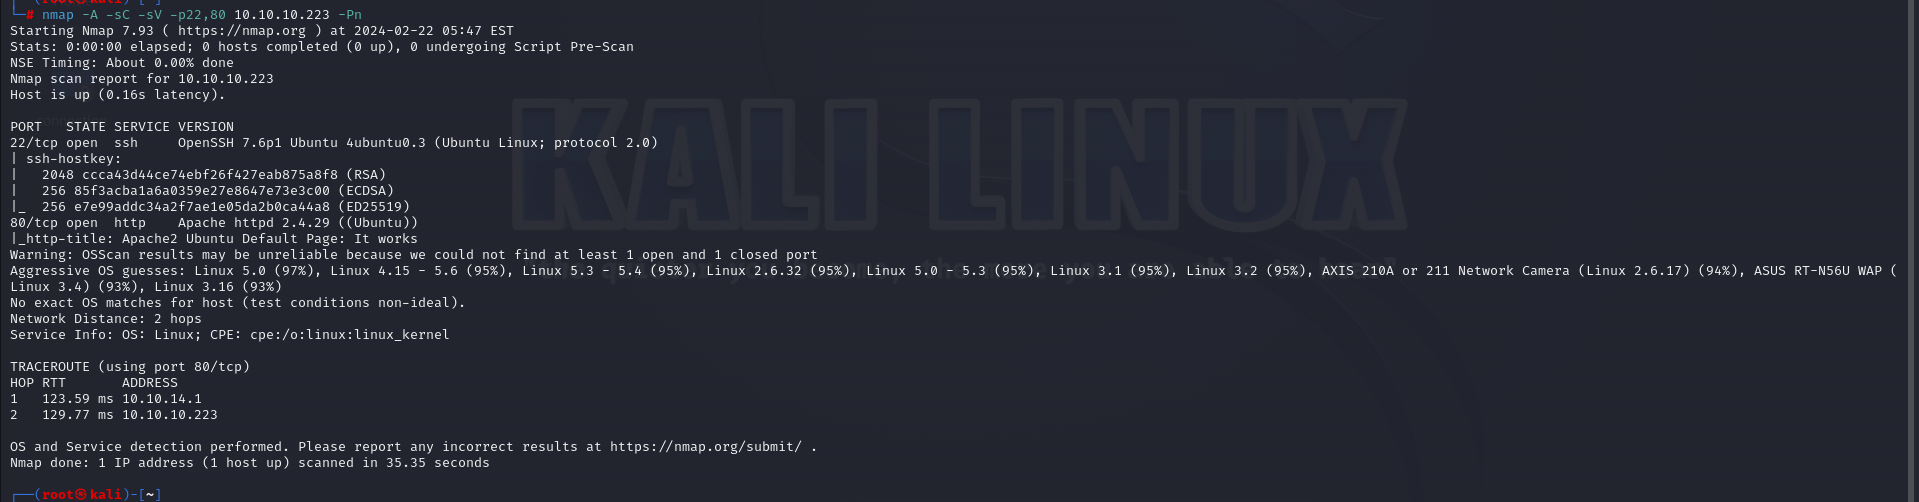 (root㉿kali)-[~]
# nmap -A -sC -sV -p22,80 10.10.10.223 -Pn
Starting Nmap 7.93 ( https://nmap.org ) at 2024-02-22 05:47 EST
Stats: 0:00:00 elapsed; 0 hosts completed (0 up), 0 undergoing Script Pre-Scan
NSE Timing: About 0.00% done
Nmap scan report for 10.10.10.223
Host is up (0.16s latency).
KALI LINUX
PORT   STATE SERVICE VERSION
22/tcp open  ssh     OpenSSH 7.6p1 Ubuntu 4ubuntu0.3 (Ubuntu Linux; protocol 2.0)
| ssh-hostkey:
|   2048 ccca43d44ce74ebf26f427eab875a8f8 (RSA)
|   256 85f3acba1a6a0359e27e8647e73e3c00 (ECDSA)
|_  256 e7e99addc34a2f7ae1e05da2b0ca44a8 (ED25519)
80/tcp open  http    Apache httpd 2.4.29 ((Ubuntu))
|_http-title: Apache2 Ubuntu Default Page: It works
Warning: OSScan results may be unreliable because we could not find at least 1 open and 1 closed port
Aggressive OS guesses: Linux 5.0 (97%), Linux 4.15 - 5.6 (95%), Linux 5.3 - 5.4 (95%), Linux 2.6.32 (95%), Linux 5.0 - 5.3 (95%), Linux 3.1 (95%), Linux 3.2 (95%), AXIS 210A or 211 Network Camera (Linux 2.6.17) (94%), ASUS RT-N56U WAP (
Linux 3.4) (93%), Linux 3.16 (93%)
No exact OS matches for host (test conditions non-ideal).
Network Distance: 2 hops
Service Info: OS: Linux; CPE: cpe:/o:linux:linux_kernel
TRACEROUTE (using port 80/tcp)
HOP RTT       ADDRESS
1   123.59 ms 10.10.14.1
2   129.77 ms 10.10.10.223
OS and Service detection performed. Please report any incorrect results at https://nmap.org/submit/ .
Nmap done: 1 IP address (1 host up) scanned in 35.35 seconds
(root㉿kali)-[~]